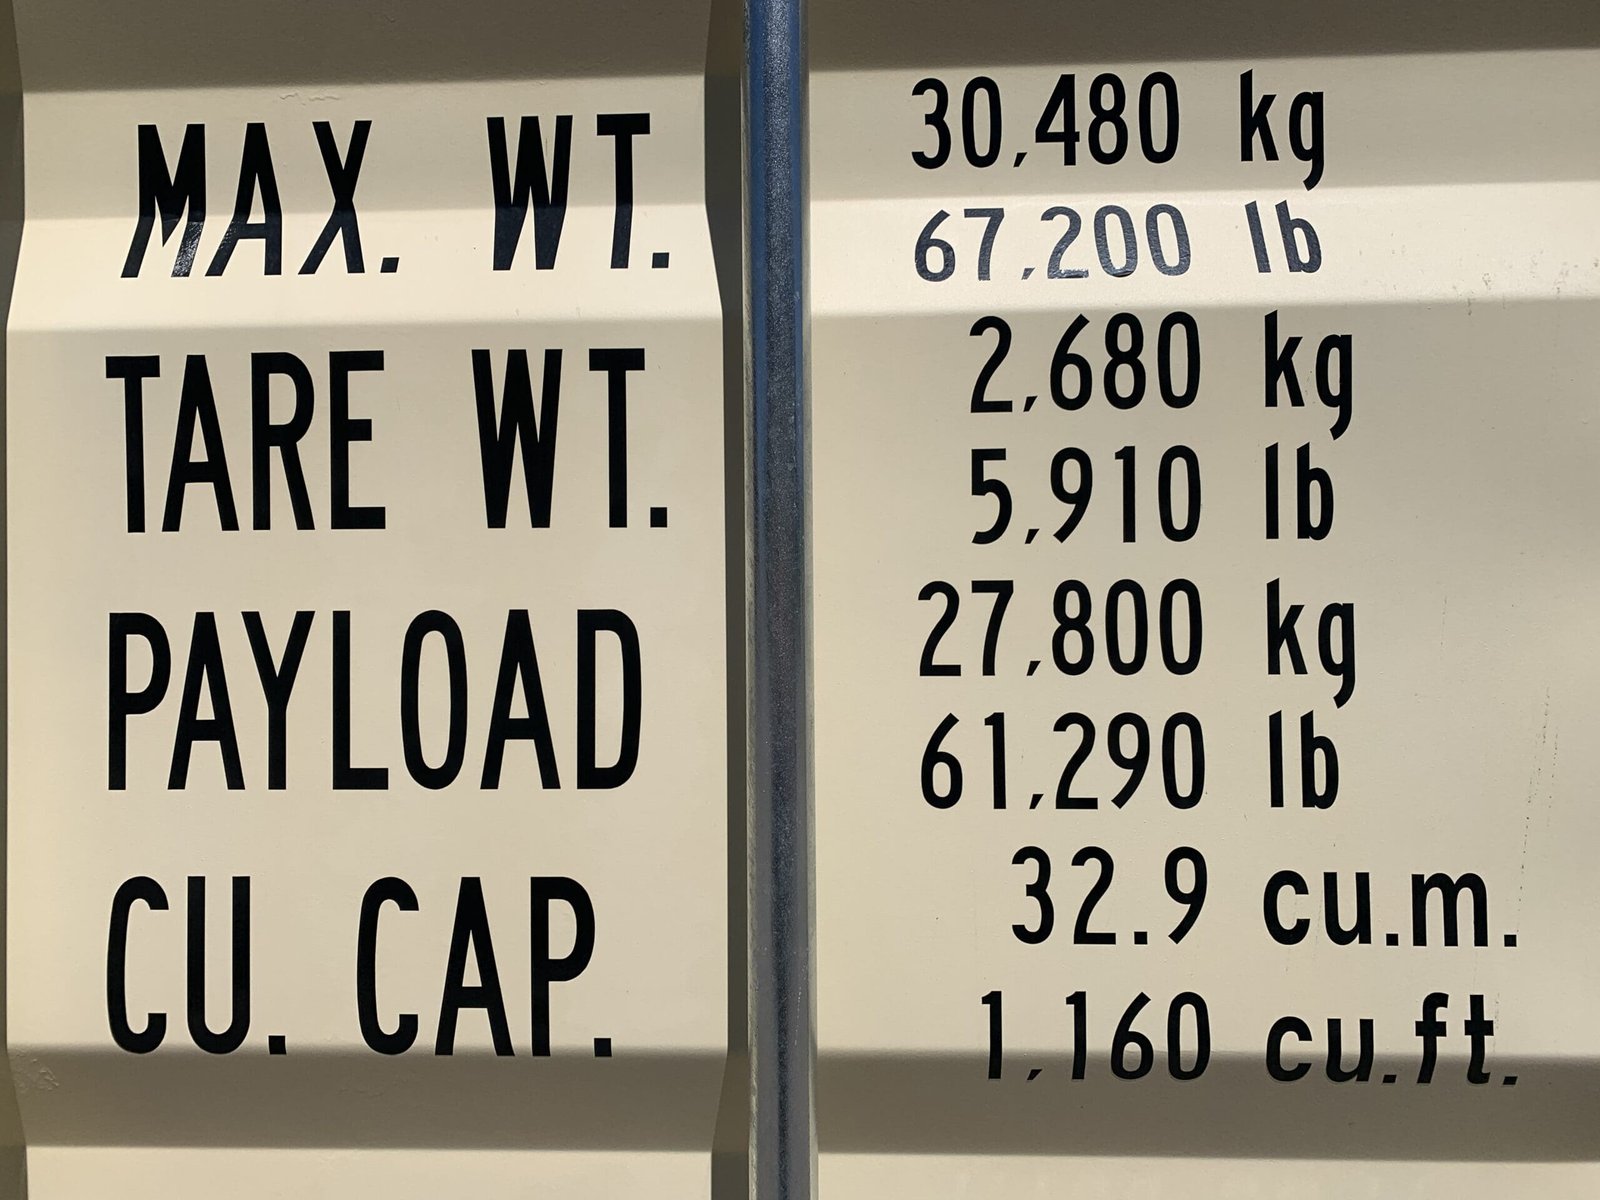 MAX. WT. 30,480 kg
67,200 lb
TARE WT. 2,680 kg
5,910 lb
PAYLOAD 27,800 kg
61,290 lb
CU. CAP. 32.9 cu.m.
1,160 cu.ft.